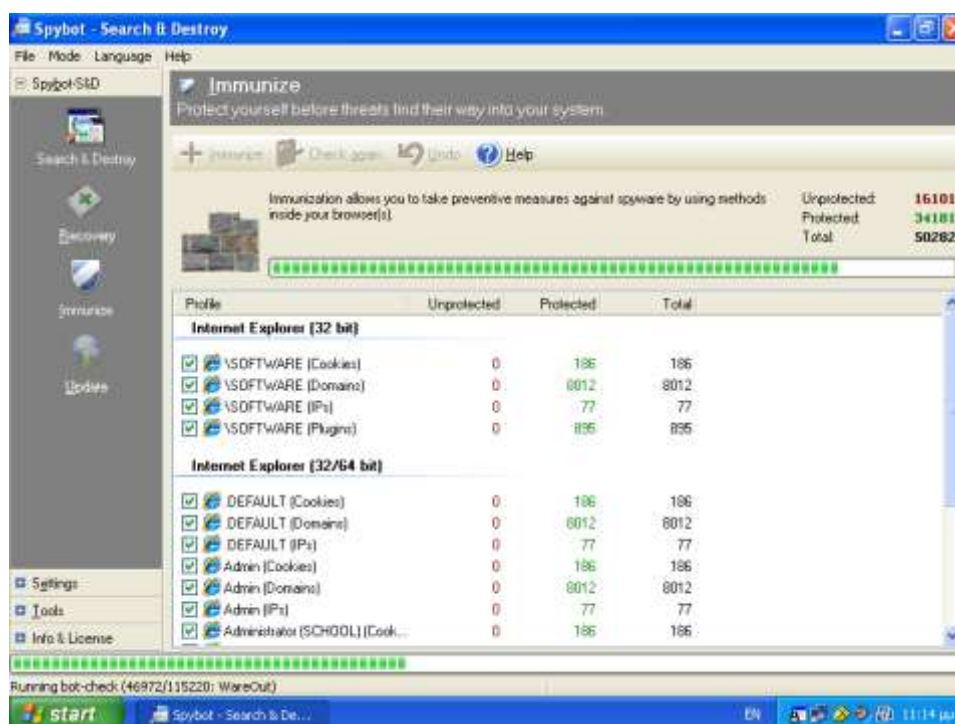 Spybot - Search & Destroy
File Mode Language Help
Spybot-S&D
Search & Destroy
Recovery
Immunize
Update
Settings
Tools
Info & License
Immunize
Protect yourself before threats find their way into your system.
Immunize Check again Undo Help
Immunization allows you to take preventive measures against spyware by using methods
inside your browser(s).
Unprotected: 16101
Protected: 34181
Total: 50282
Profile Unprotected Protected Total
Internet Explorer (32 bit)
\SOFTWARE (Cookies) 0 186 186
\SOFTWARE (Domains) 0 8012 8012
\SOFTWARE (IPs) 0 77 77
\SOFTWARE (Plugins) 0 895 895
Internet Explorer (32/64 bit)
.DEFAULT (Cookies) 0 186 186
.DEFAULT (Domains) 0 8012 8012
.DEFAULT (IPs) 0 77 77
Admin (Cookies) 0 186 186
Admin (Domains) 0 8012 8012
Admin (IPs) 0 77 77
Administrator (SCHOOL) (Cook... 0 186 186
Running bot-check (46972/115220: WareOut)
start Spybot - Search & De... EN 11:14 μμ